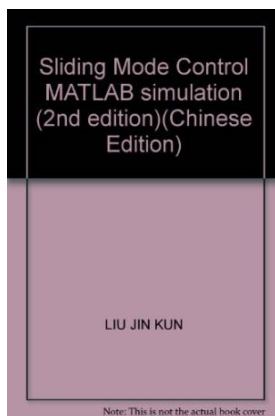 Sliding Mode Control
MATLAB simulation
(2nd edition)(Chinese
Edition)
LIU JIN KUN
Note: This is not the actual book cover